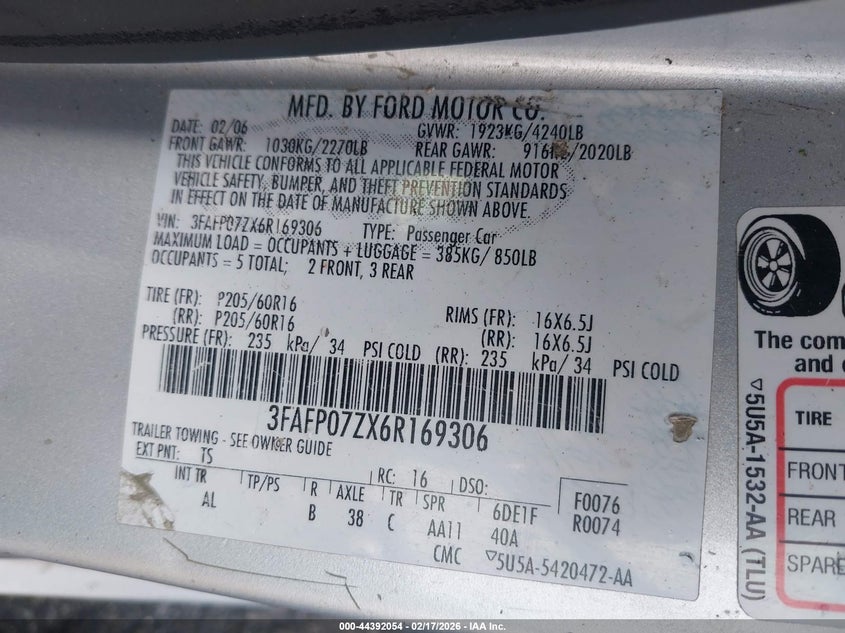 MFD. BY FORD MOTOR CO.
DATE: 02/06 GVWR: 1923KG/4240LB
FRONT GAWR: 1030KG/2270LB REAR GAWR: 916KG/2020LB
THIS VEHICLE CONFORMS TO ALL APPLICABLE FEDERAL MOTOR
VEHICLE SAFETY, BUMPER, AND THEFT PREVENTION STANDARDS
IN EFFECT ON THE DATE OF MANUFACTURE SHOWN ABOVE.
VIN: 3FAFP07ZX6R169306 TYPE: Passenger Car
MAXIMUM LOAD = OCCUPANTS + LUGGAGE = 385KG/ 850LB
OCCUPANTS = 5 TOTAL; 2 FRONT, 3 REAR
TIRE (FR): P205/60R16 RIMS (FR): 16X6.5J
(RR): P205/60R16 (RR): 16X6.5J
PRESSURE (FR): 235 kPa/ 34 PSI COLD (RR): 235 kPa/ 34 PSI COLD
3FAFP07ZX6R169306
TRAILER TOWING - SEE OWNER GUIDE
EXT PNT: TS RC: 16 DSO: F0076
INT TR TP/PS R AXLE TR SPR 6DE1F R0074
AL B 38 C AA11 40A
CMC ▽5U5A-5420472-AA
The com
and
TIRE
FRONT
REAR
SPARE
▽5U5A-1532-AA (TLU)
000-44392054 - 02/17/2026 - IAA Inc.